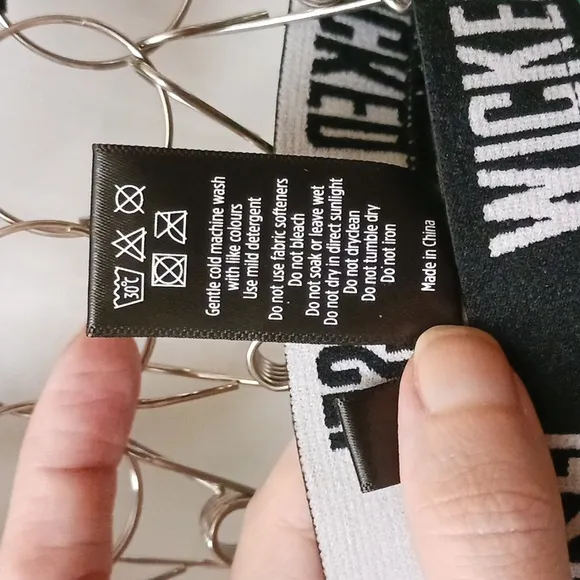 30°C
Gentle cold machine wash
with like colours
Use mild detergent
Do not use fabric softeners
Do not bleach
Do not soak or leave wet
Do not dry in direct sunlight
Do not dryclean
Do not tumble dry
Do not iron
Made in China
WICKE